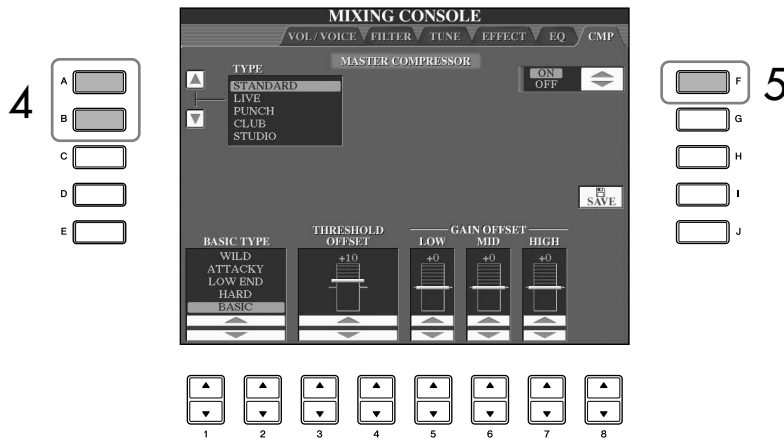 MIXING CONSOLE
VOL / VOICE FILTER TUNE EFFECT EQ CMP
MASTER COMPRESSOR
TYPE
STANDARD
LIVE
PUNCH
CLUB
STUDIO
ON
OFF
SAVE
4
A
B
C
D
E
5
F
G
H
I
J
BASIC TYPE
WILD
ATTACKY
LOW END
HARD
BASIC
THRESHOLD
OFFSET
+10
GAIN OFFSET
LOW MID HIGH
+0 +0 +0
1 2 3 4 5 6 7 8